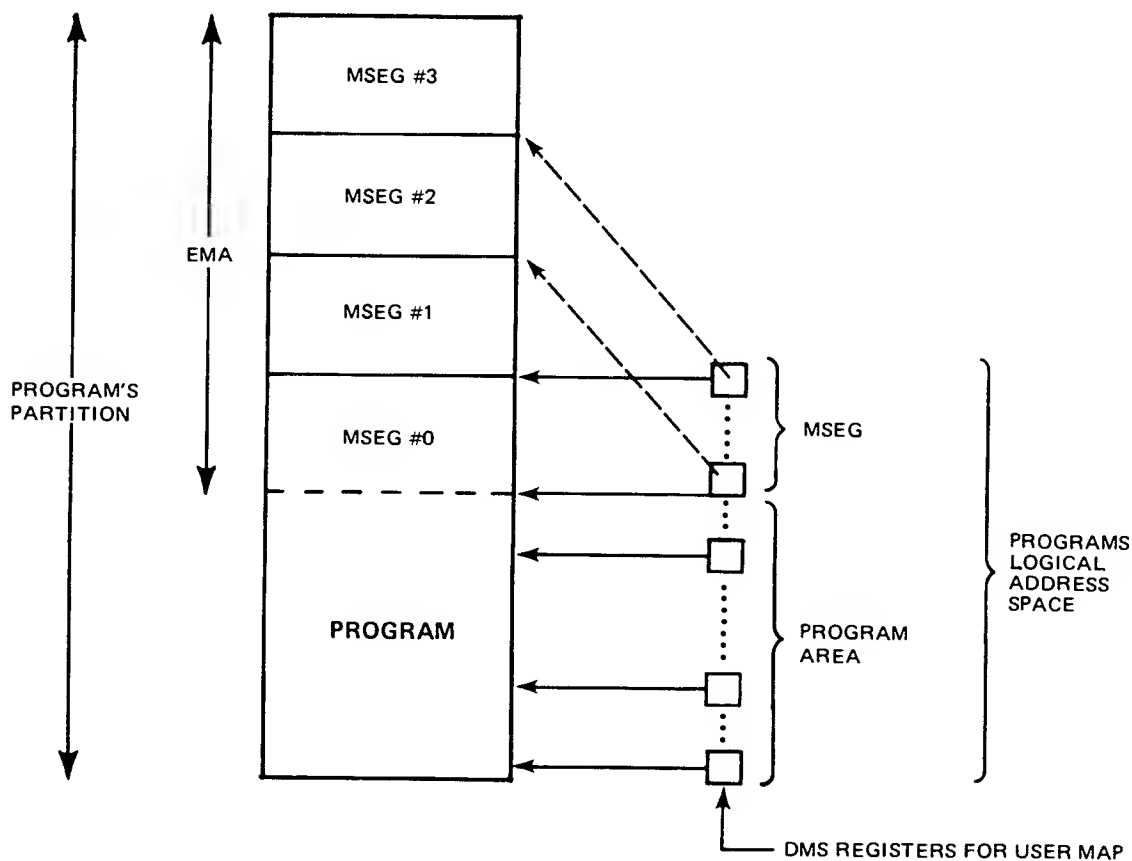 MSEG #3
MSEG #2
EMA
MSEG #1
PROGRAM'S
PARTITION
MSEG
MSEG #0
PROGRAMS
LOGICAL
ADDRESS
SPACE
PROGRAM
PROGRAM
AREA
DMS REGISTERS FOR USER MAP